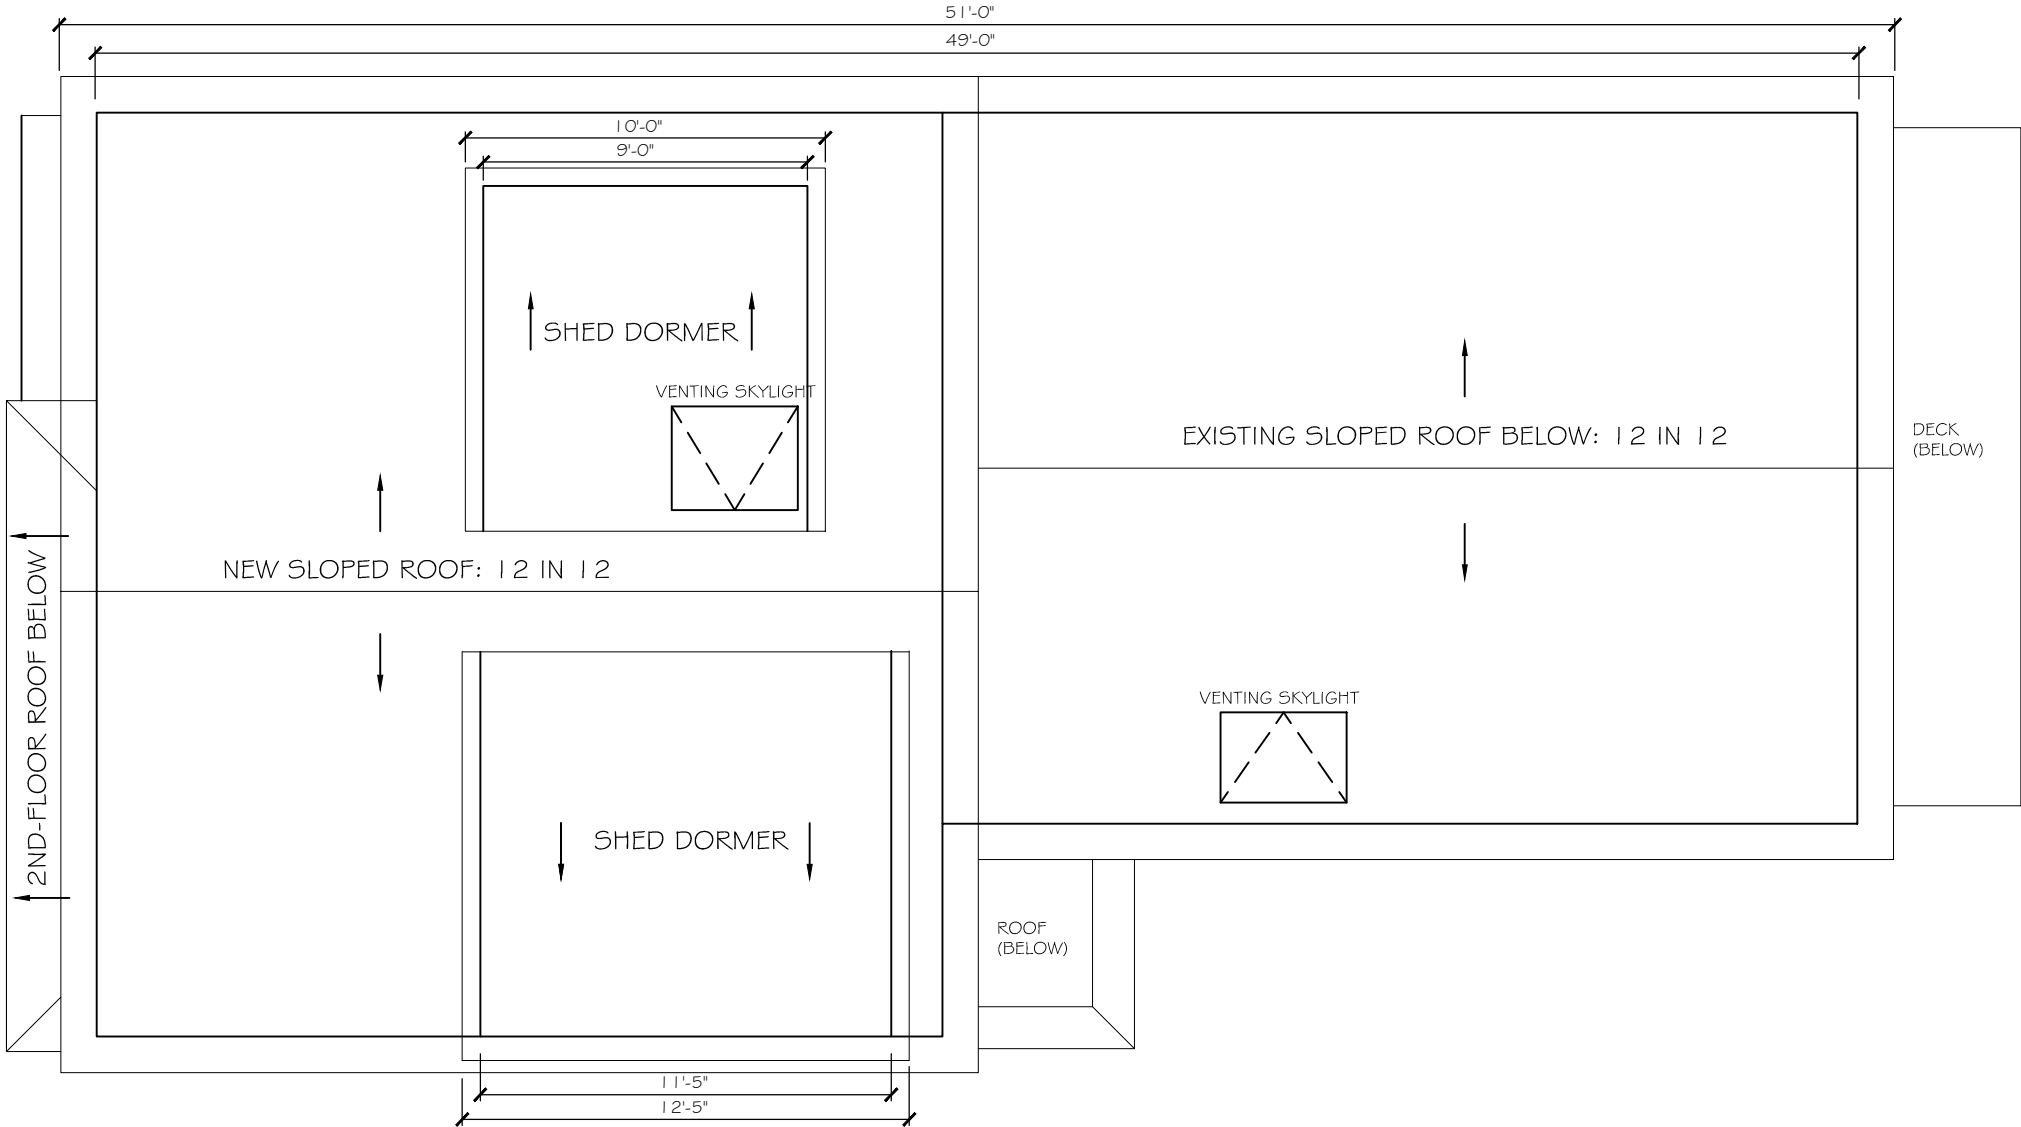 51'-0"
49'-0"
10'-0"
9'-0"
SHED DORMER
VENTING SKYLIGHT
EXISTING SLOPED ROOF BELOW: 12 IN 12
DECK
(BELOW)
NEW SLOPED ROOF: 12 IN 12
2ND-FLOOR ROOF BELOW
VENTING SKYLIGHT
SHED DORMER
ROOF
(BELOW)
11'-5"
12'-5"